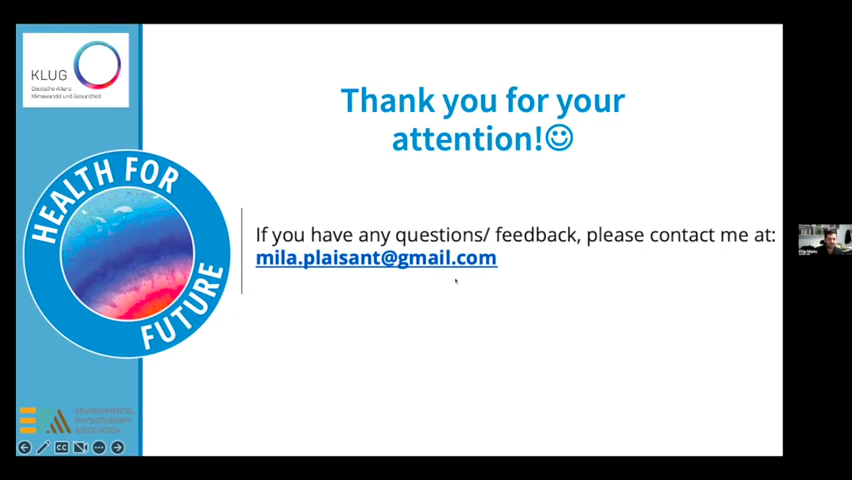 KLUG
Deutsche Allianz
Klimawandel und Gesundheit
HEALTH FOR
FUTURE
Thank you for your
attention!☺
If you have any questions/ feedback, please contact me at:
mila.plaisant@gmail.com
ENVIRONMENTAL
PHYSIOTHERAPY
ASSOCIATION
CC